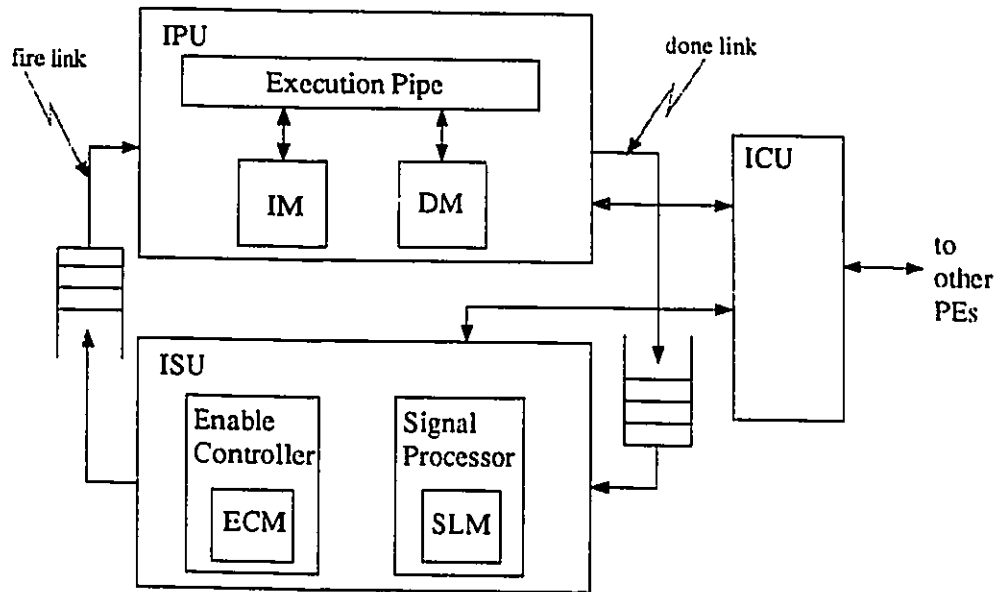 IPU
fire link
done link
Execution Pipe
ICU
IM
DM
to
other
PEs
ISU
Enable
Controller
Signal
Processor
ECM
SLM